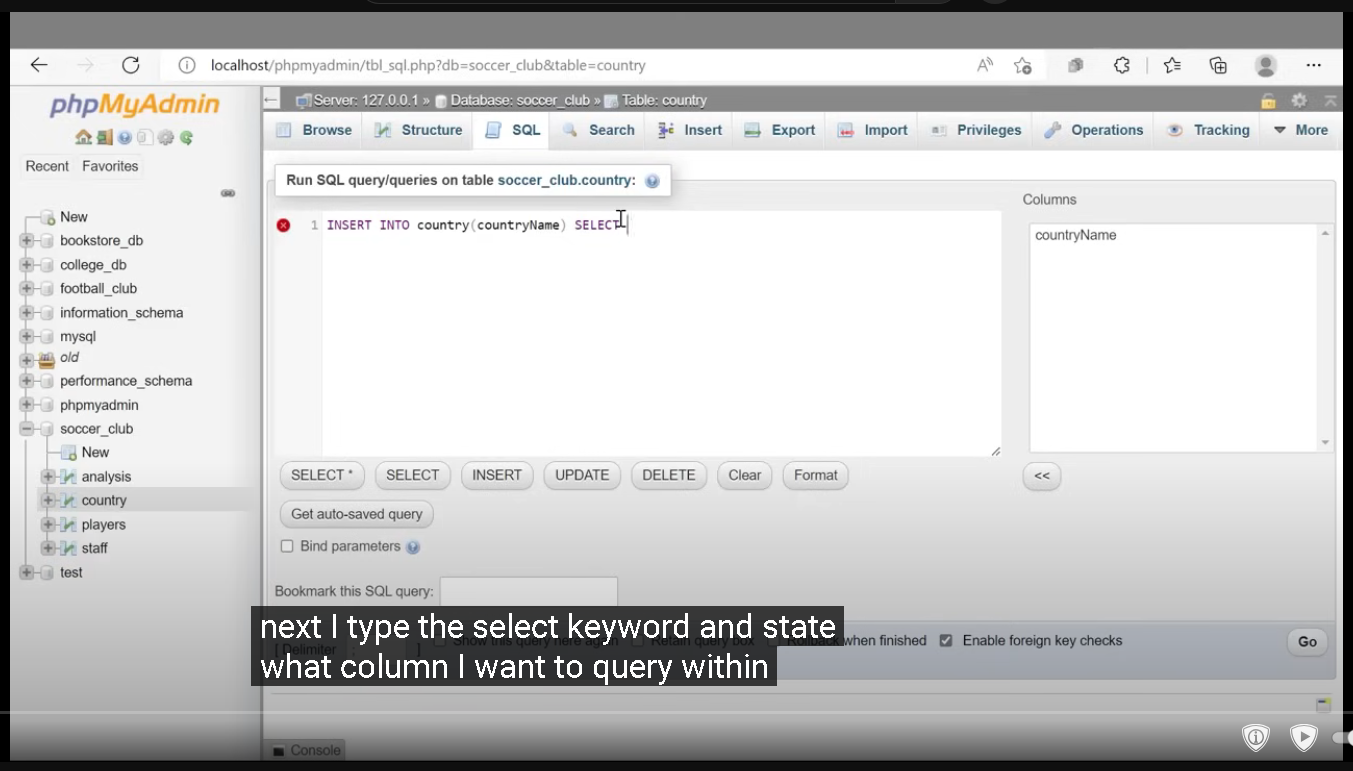 localhost/phpmyadmin/tbl_sql.php?db=soccer_club&table=country
phpMyAdmin
Server: 127.0.0.1 » Database: soccer_club » Table: country
Browse Structure SQL Search Insert Export Import Privileges Operations Tracking More
Recent Favorites
Run SQL query/queries on table soccer_club.country:
Columns
New
bookstore_db
college_db
football_club
information_schema
mysql
old
performance_schema
phpmyadmin
soccer_club
New
analysis
country
players
staff
test
1 INSERT INTO country(countryName) SELECT
countryName
SELECT * SELECT INSERT UPDATE DELETE Clear Format
<<
Get auto-saved query
Bind parameters
Bookmark this SQL query:
[ Delimiter ; ] Show this query here again Retain query box Rollback when finished Enable foreign key checks
Go
next I type the select keyword and state
what column I want to query within
Console